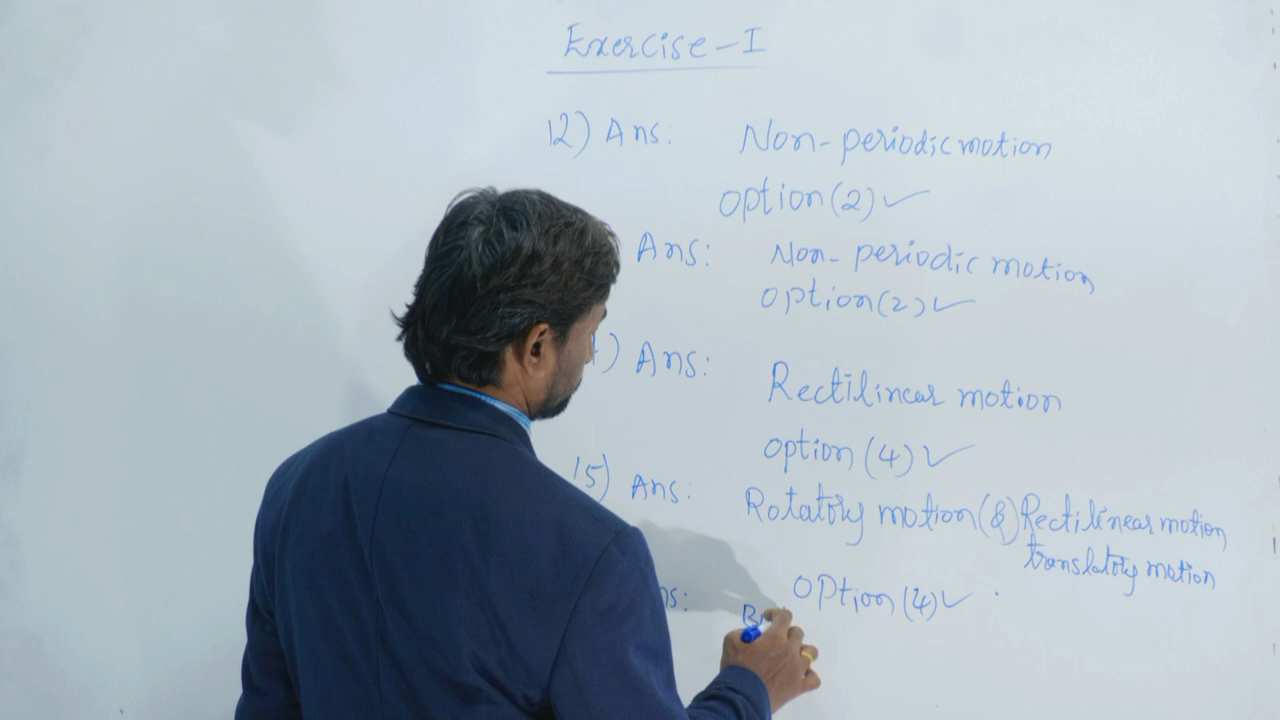 Exercise-I
12) Ans: Non-periodic motion
option(2)✓
Ans: Non-periodic motion
option(2)✓
) Ans: Rectilinear motion
option (4)✓
15) Ans: Rotatory motion(&) Rectilinear motion
translatory motion
option (4)✓